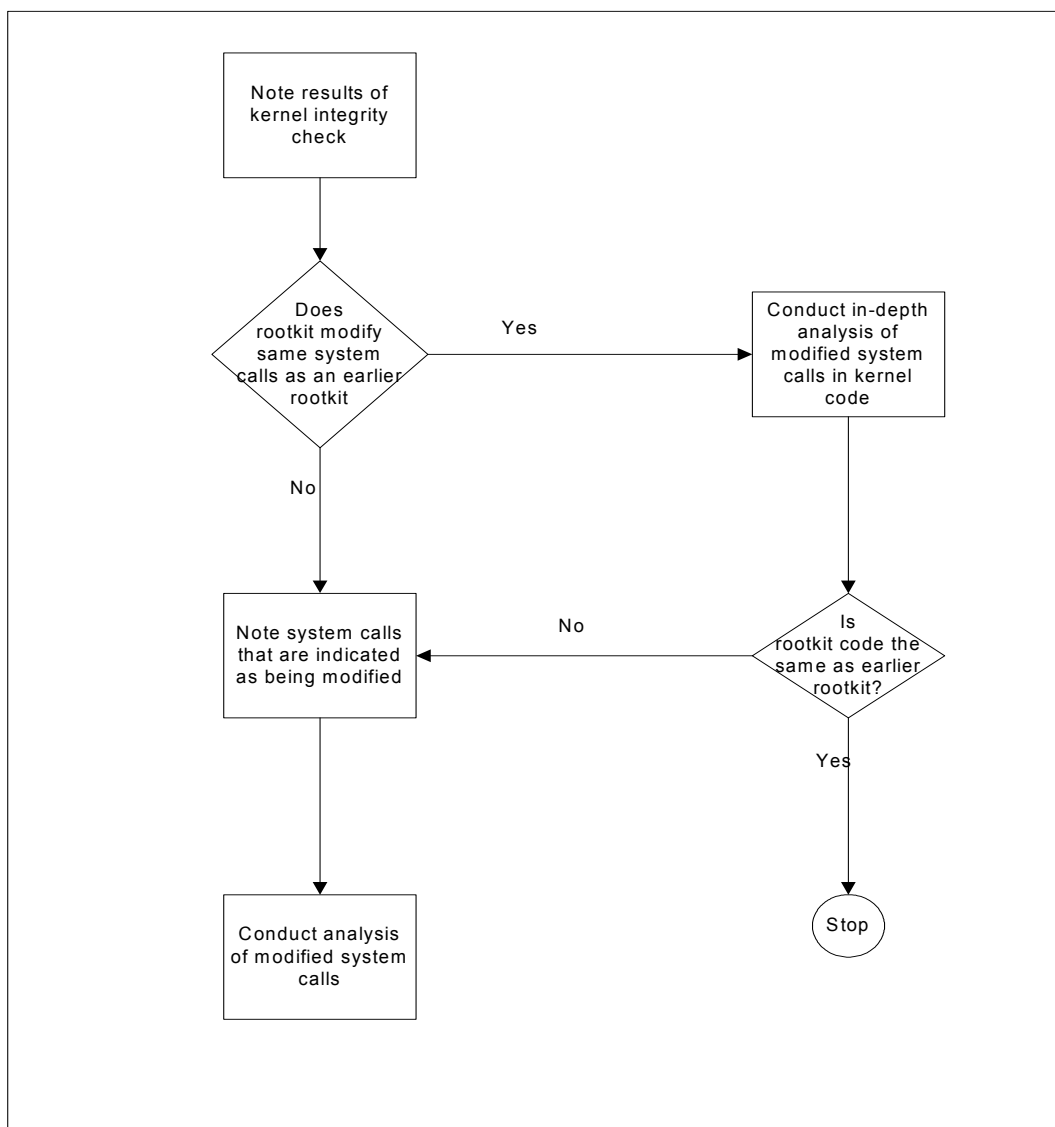 Note results of
kernel integrity
check
Does
rootkit modify
same system
calls as an earlier
rootkit
Yes
Conduct in-depth
analysis of
modified system
calls in kernel
code
No
Note system calls
that are indicated
as being modified
No
Is
rootkit code the
same as earlier
rootkit?
Yes
Conduct analysis
of modified system
calls
Stop